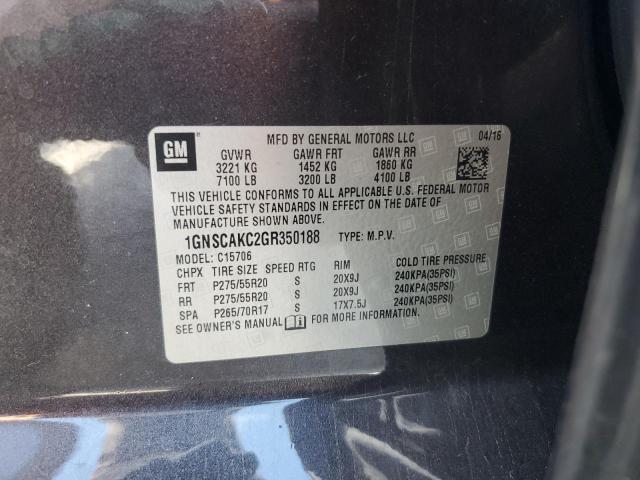 GM
MFD BY GENERAL MOTORS LLC 04/16
GVWR GAWR FRT GAWR RR
3221 KG 1452 KG 1860 KG
7100 LB 3200 LB 4100 LB
THIS VEHICLE CONFORMS TO ALL APPLICABLE U.S. FEDERAL MOTOR
VEHICLE SAFETY STANDARDS IN EFFECT ON THE DATE OF
MANUFACTURE SHOWN ABOVE.
1GNSCAKC2GR350188 TYPE: M.P.V.
MODEL: C15706
CHPX TIRE SIZE SPEED RTG RIM COLD TIRE PRESSURE
FRT P275/55R20 S 20X9J 240KPA(35PSI)
RR P275/55R20 S 20X9J 240KPA(35PSI)
SPA P265/70R17 S 17X7.5J 240KPA(35PSI)
SEE OWNER'S MANUAL FOR MORE INFORMATION.